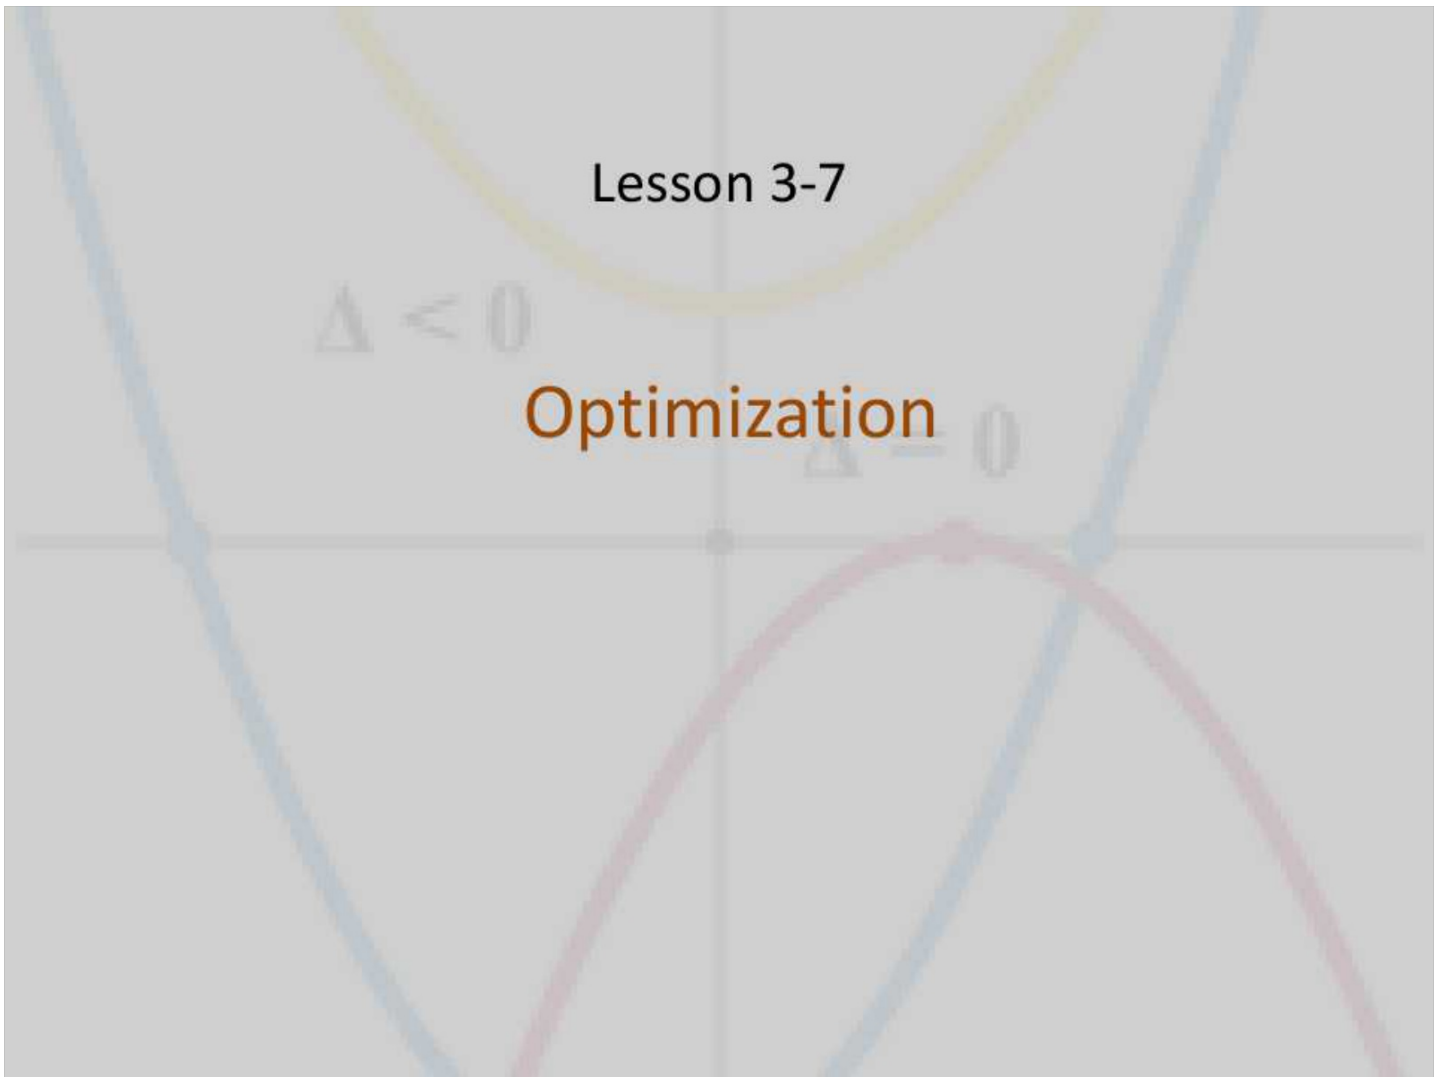 Lesson 3-7
Δ < 0
Optimization
Δ = 0